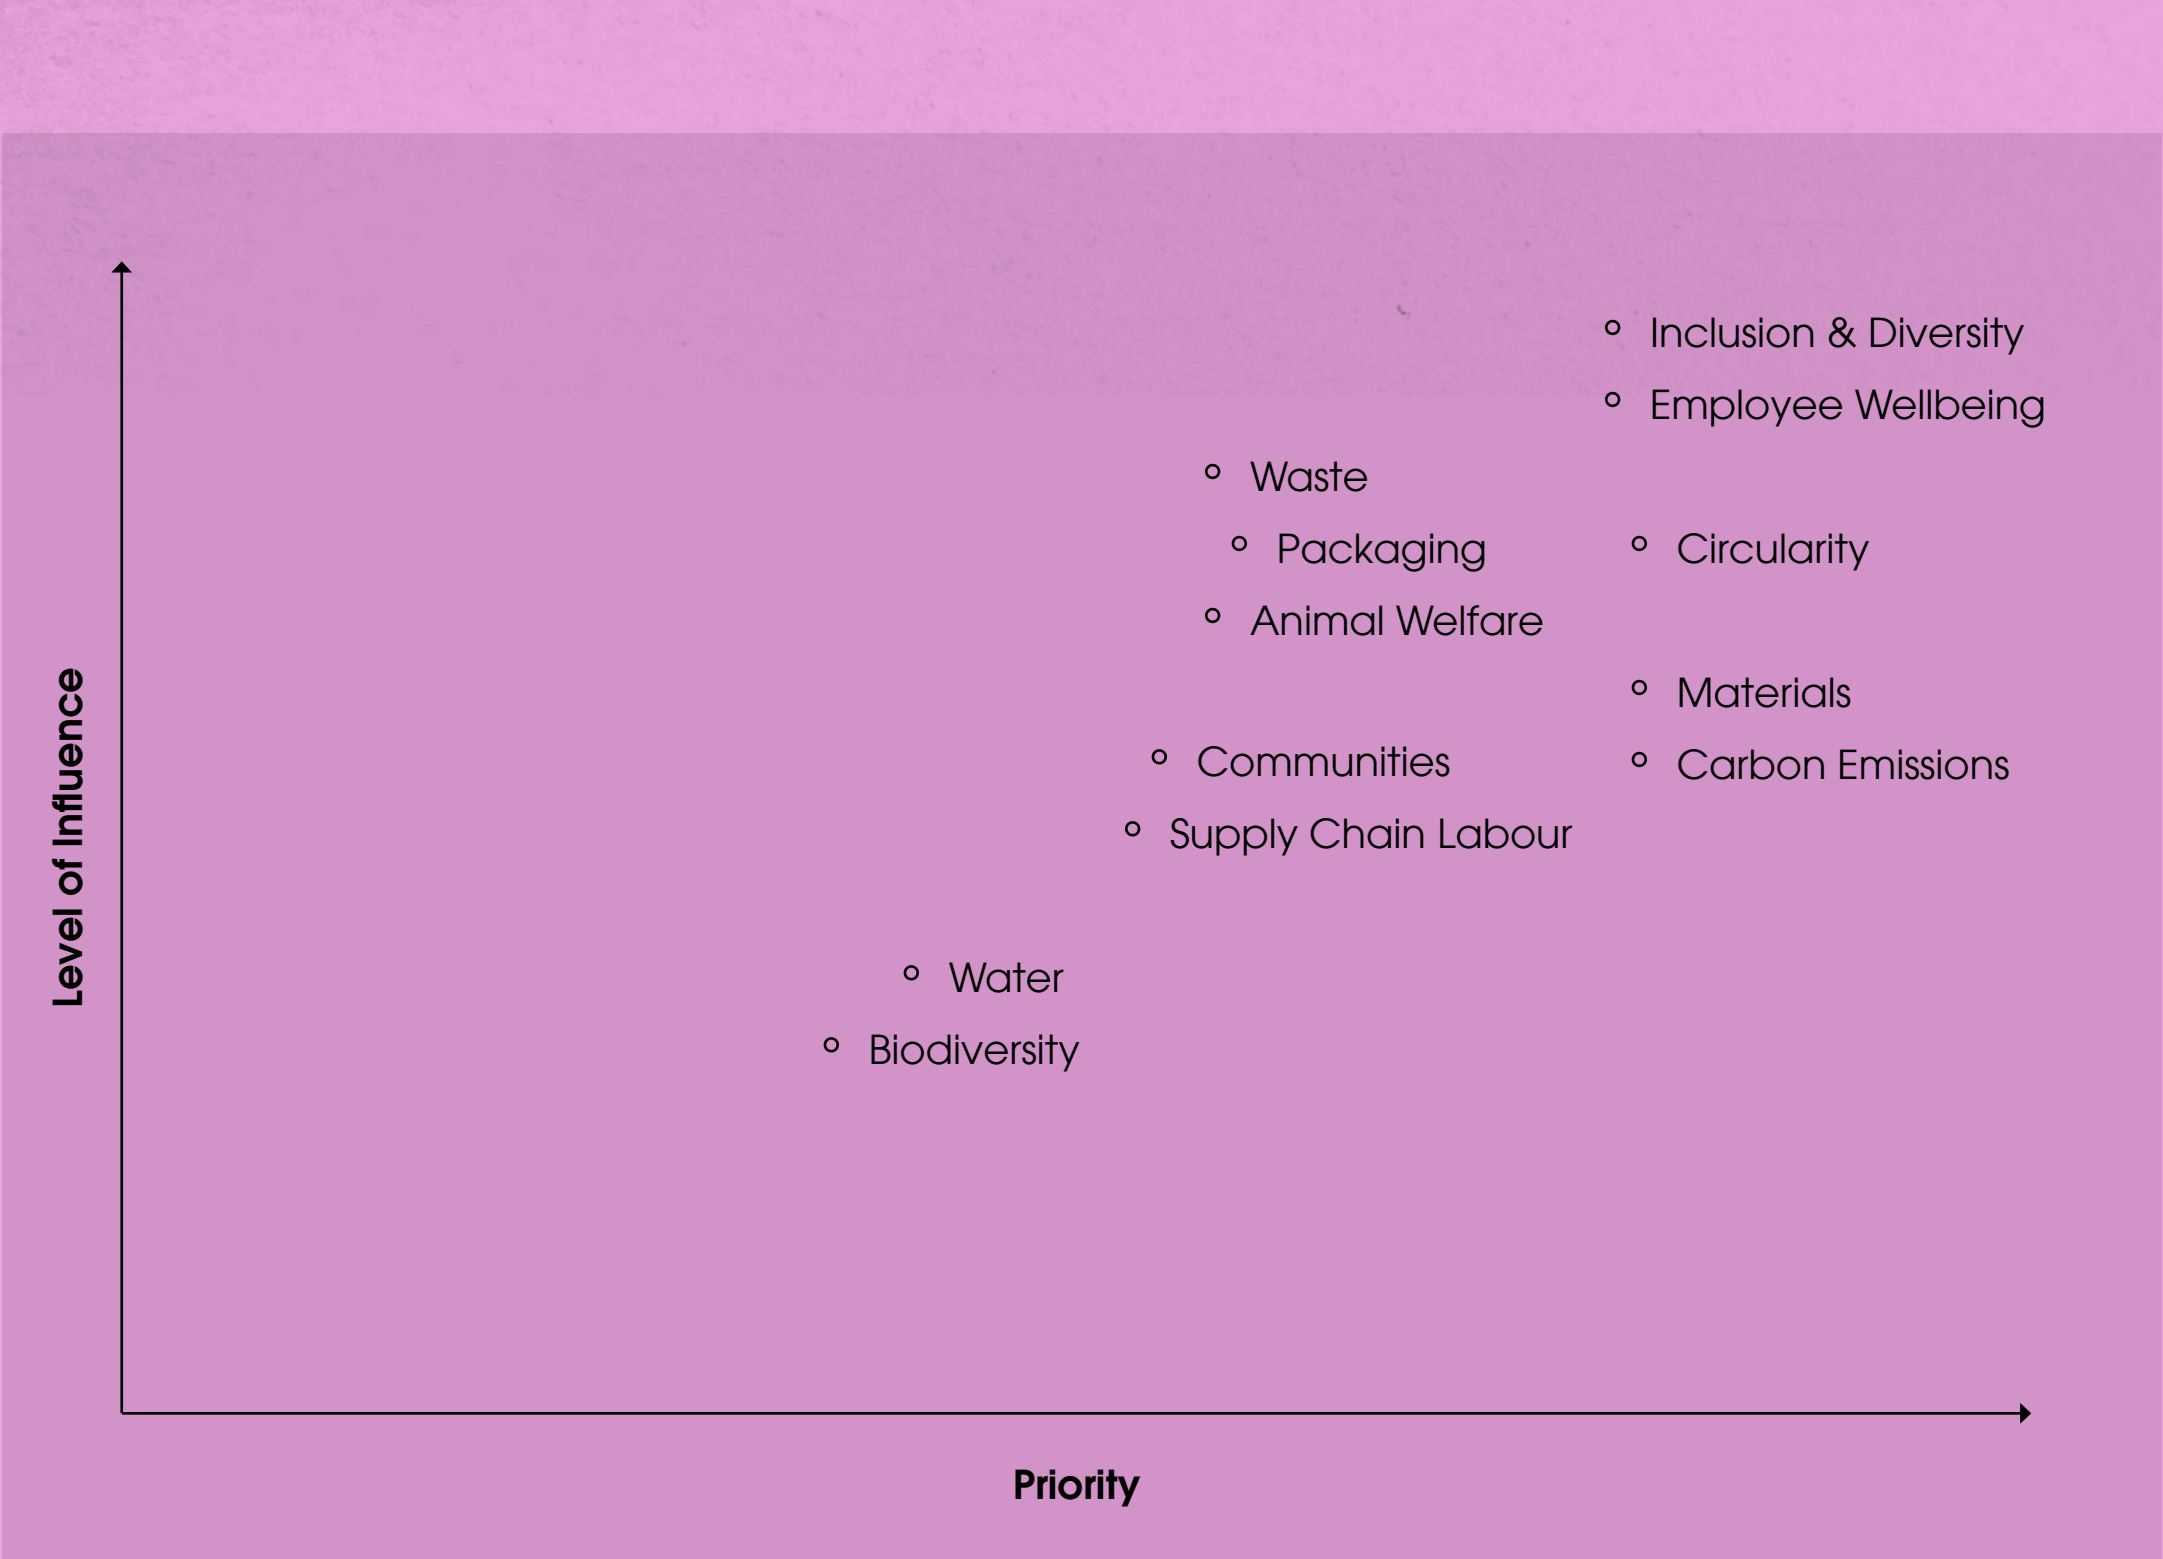 Inclusion & Diversity
Employee Wellbeing
Waste
Packaging
Circularity
Animal Welfare
Materials
Communities
Carbon Emissions
Supply Chain Labour
Water
Biodiversity
Level of Influence
Priority